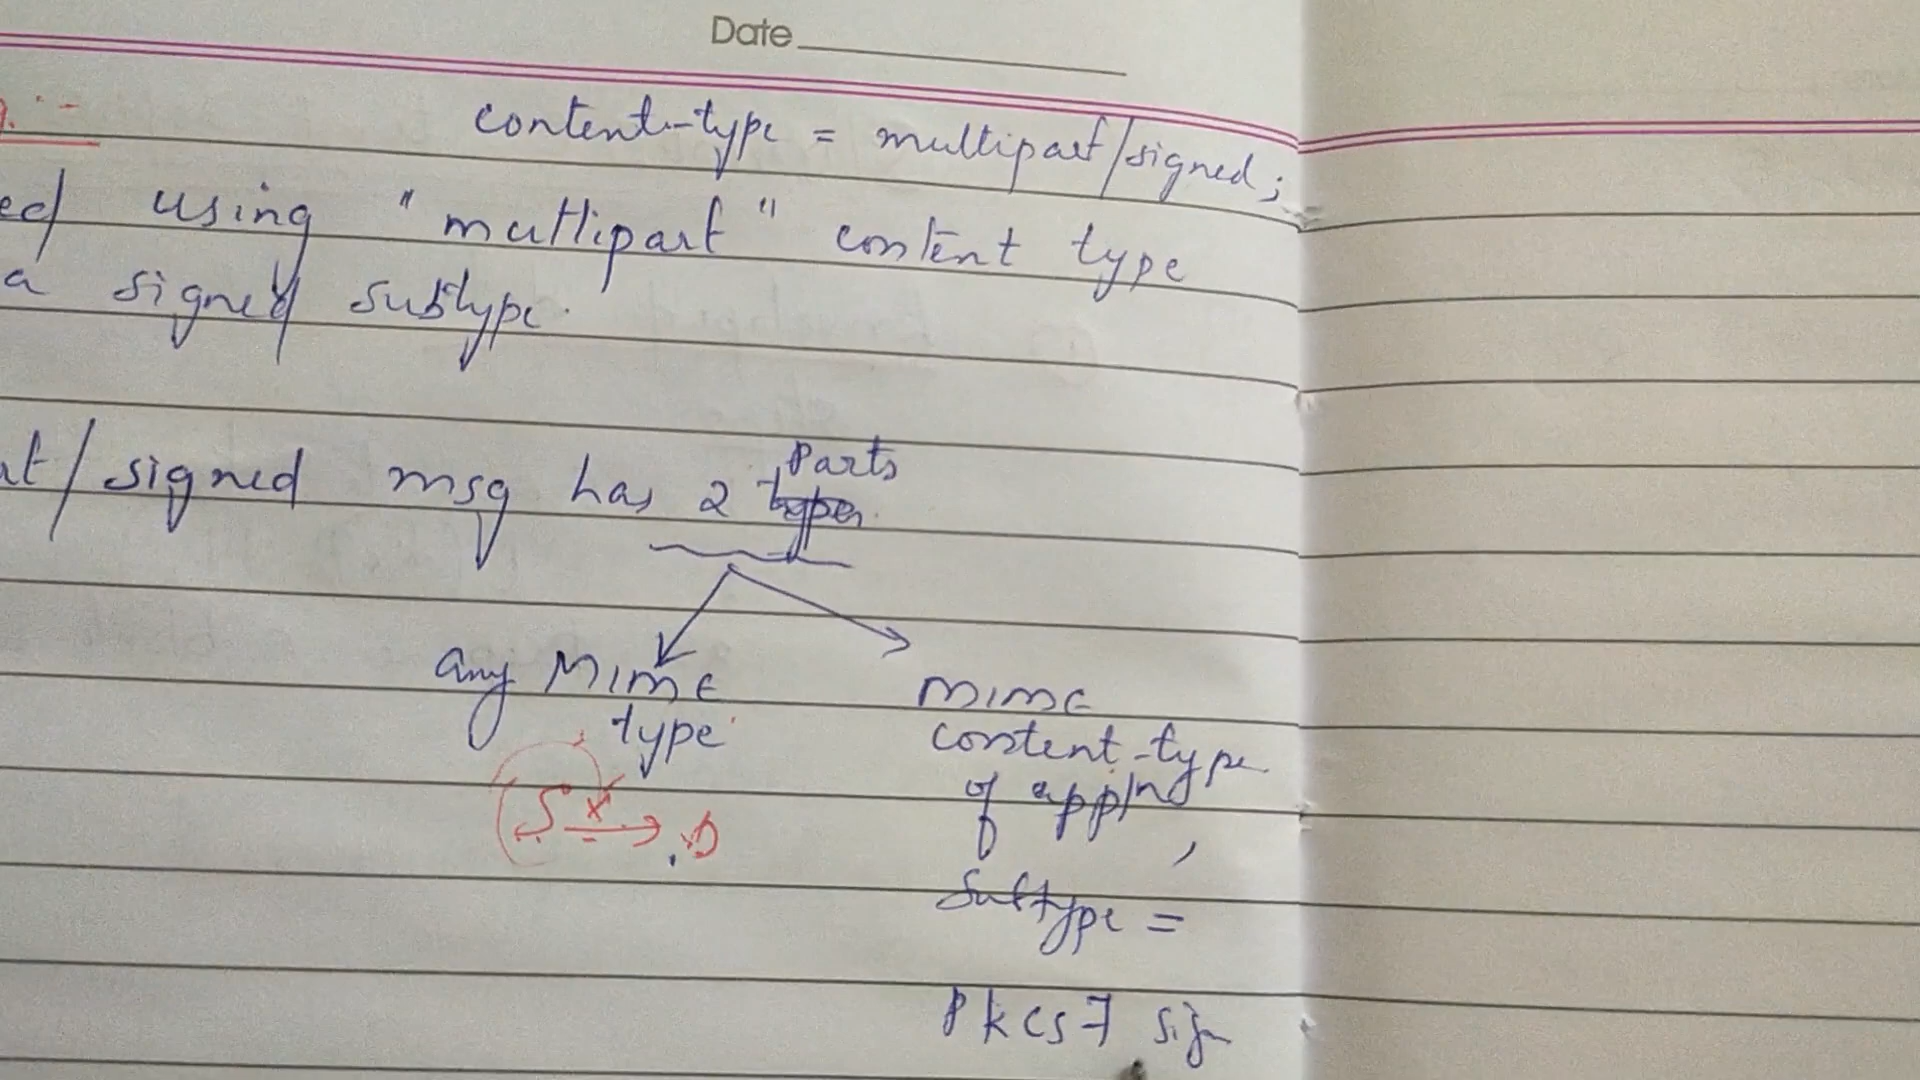 Date
content-type = multipart/signed;
ed using "multipart" content type
a signed subtype.
/signed msg has 2 parts
any MIME
type
MIME
content-type
of appln,
Subtype =
Pkcs7 sign
S x D